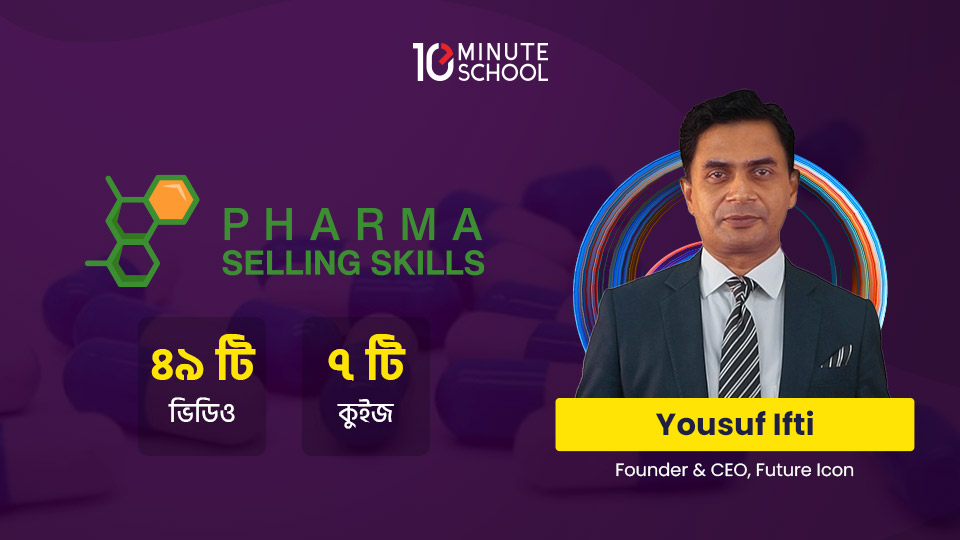 10 MINUTE
SCHOOL
PHARMA
SELLING SKILLS
৪৯ টি
ভিডিও
৭ টি
কুইজ
Yousuf Ifti
Founder & CEO, Future Icon